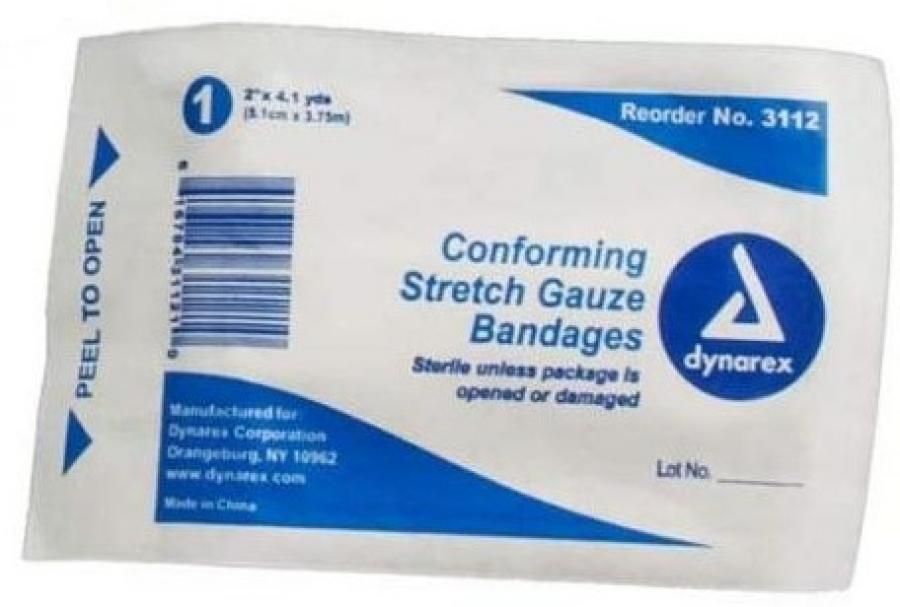 1
2" x 4.1 yds
(5.1cm x 3.75m)
Reorder No. 3112
PEEL TO OPEN
Conforming
Stretch Gauze
Bandages
Sterile unless package is
opened or damaged
dynarex
Manufactured for:
Dynarex Corporation
Orangeburg, NY 10962
www.dynarex.com
Made in China
Lot No.